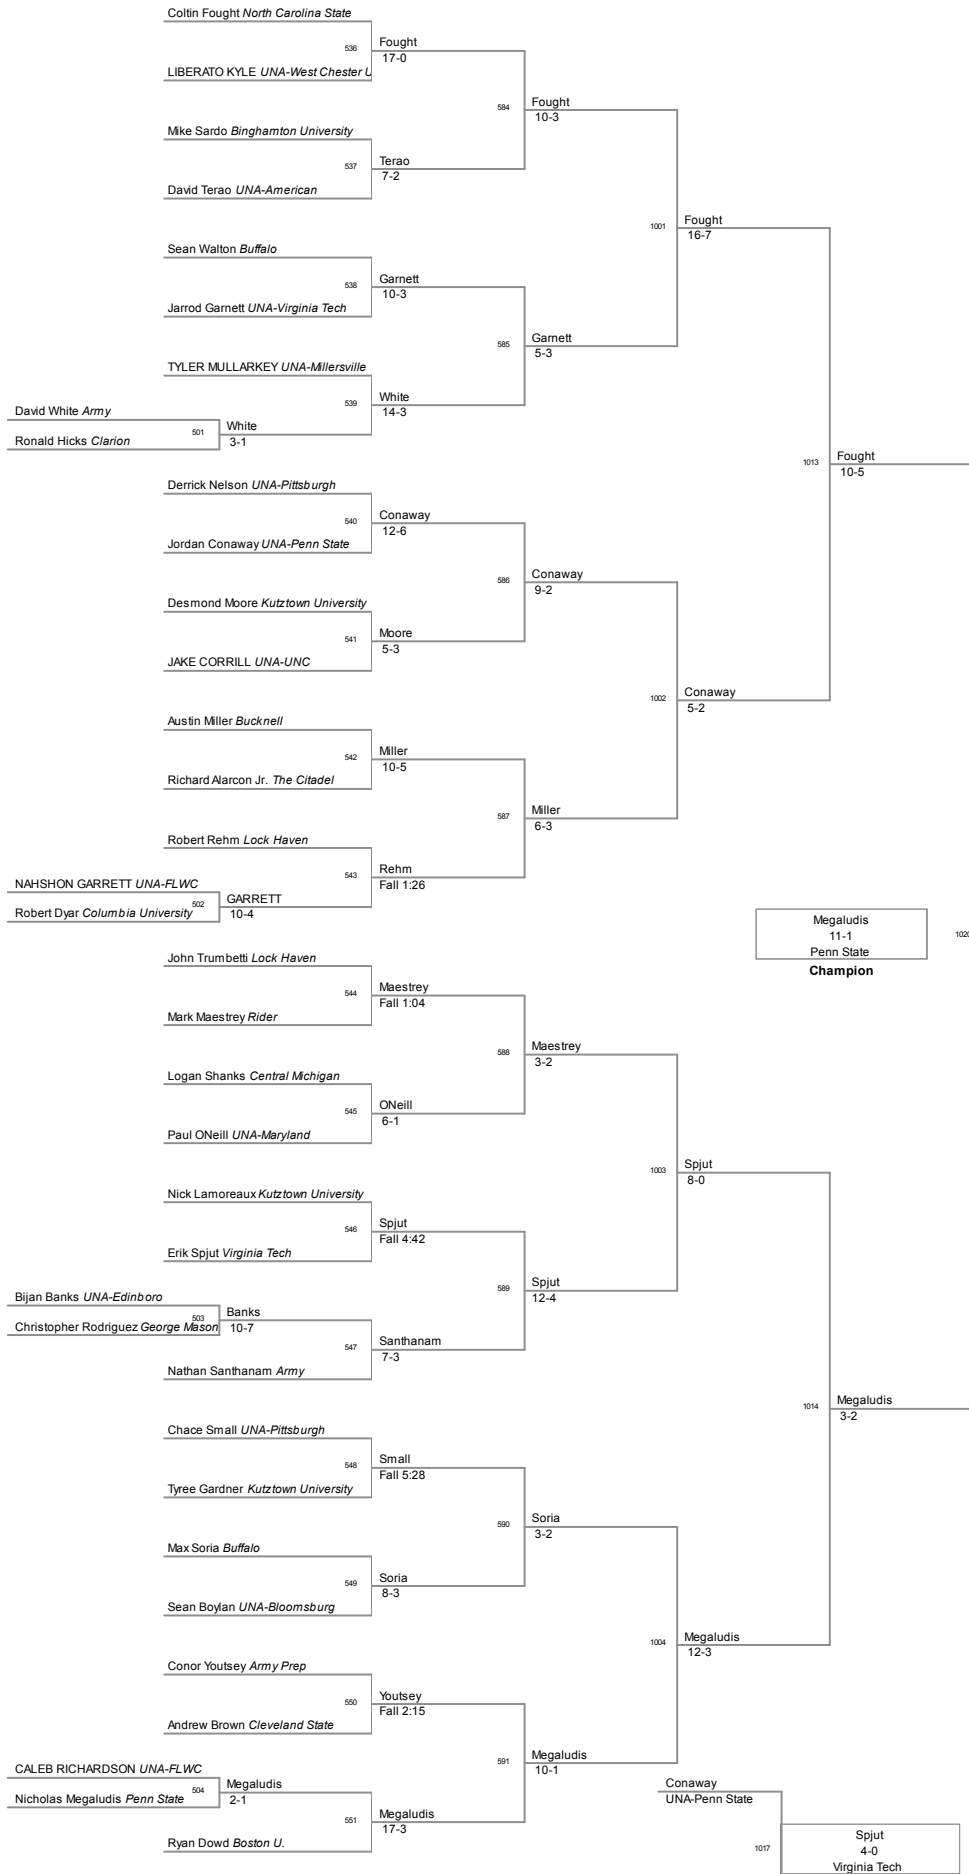 Coltin Fought North Carolina State
536
Fought
17-0
LIBERATO KYLE UNA-West Chester U
584
Fought
10-3
Mike Sardo Binghamton University
537
Terao
7-2
David Terao UNA-American
1001
Fought
16-7
Sean Walton Buffalo
538
Garnett
10-3
Jarrod Garnett UNA-Virginia Tech
585
Garnett
5-3
TYLER MULLARKEY UNA-Millersville
539
White
14-3
David White Army
501
White
3-1
Ronald Hicks Clarion
1013
Fought
10-5
Derrick Nelson UNA-Pittsburgh
540
Conaway
12-6
Jordan Conaway UNA-Penn State
586
Conaway
9-2
Desmond Moore Kutztown University
541
Moore
5-3
JAKE CORRILL UNA-UNC
1002
Conaway
5-2
Austin Miller Bucknell
542
Miller
10-5
Richard Alarcon Jr. The Citadel
587
Miller
6-3
Robert Rehm Lock Haven
543
Rehm
Fall 1:26
NAHSHON GARRETT UNA-FLWC
502
GARRETT
10-4
Robert Dyar Columbia University
Megaludis
11-1
Penn State
Champion
1020
John Trumbetti Lock Haven
544
Maestrey
Fall 1:04
Mark Maestrey Rider
588
Maestrey
3-2
Logan Shanks Central Michigan
545
ONeill
6-1
Paul ONeill UNA-Maryland
1003
Spjut
8-0
Nick Lamoreaux Kutztown University
546
Spjut
Fall 4:42
Erik Spjut Virginia Tech
589
Spjut
12-4
Bijan Banks UNA-Edinboro
503
Banks
10-7
Christopher Rodriguez George Mason
547
Santhanam
7-3
Nathan Santhanam Army
1014
Megaludis
3-2
Chace Small UNA-Pittsburgh
548
Small
Fall 5:28
Tyree Gardner Kutztown University
590
Soria
3-2
Max Soria Buffalo
549
Soria
8-3
Sean Boylan UNA-Bloomsburg
1004
Megaludis
12-3
Conor Youtsey Army Prep
550
Youtsey
Fall 2:15
Andrew Brown Cleveland State
591
Megaludis
10-1
CALEB RICHARDSON UNA-FLWC
504
Megaludis
2-1
Nicholas Megaludis Penn State
551
Megaludis
17-3
Ryan Dowd Boston U.
Conaway
UNA-Penn State
1017
Spjut
4-0
Virginia Tech